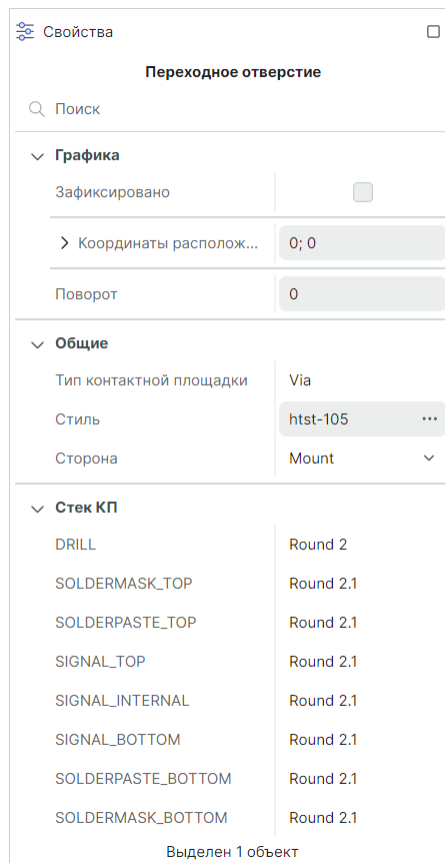 Свойства
Переходное отверстие
Поиск
Графика
Зафиксировано
Координаты располож... 0; 0
Поворот 0
Общие
Тип контактной площадки Via
Стиль htst-105 ...
Сторона Mount
Стек КП
DRILL Round 2
SOLDERMASK_TOP Round 2.1
SOLDERPASTE_TOP Round 2.1
SIGNAL_TOP Round 2.1
SIGNAL_INTERNAL Round 2.1
SIGNAL_BOTTOM Round 2.1
SOLDERPASTE_BOTTOM Round 2.1
SOLDERMASK_BOTTOM Round 2.1
Выделен 1 объект